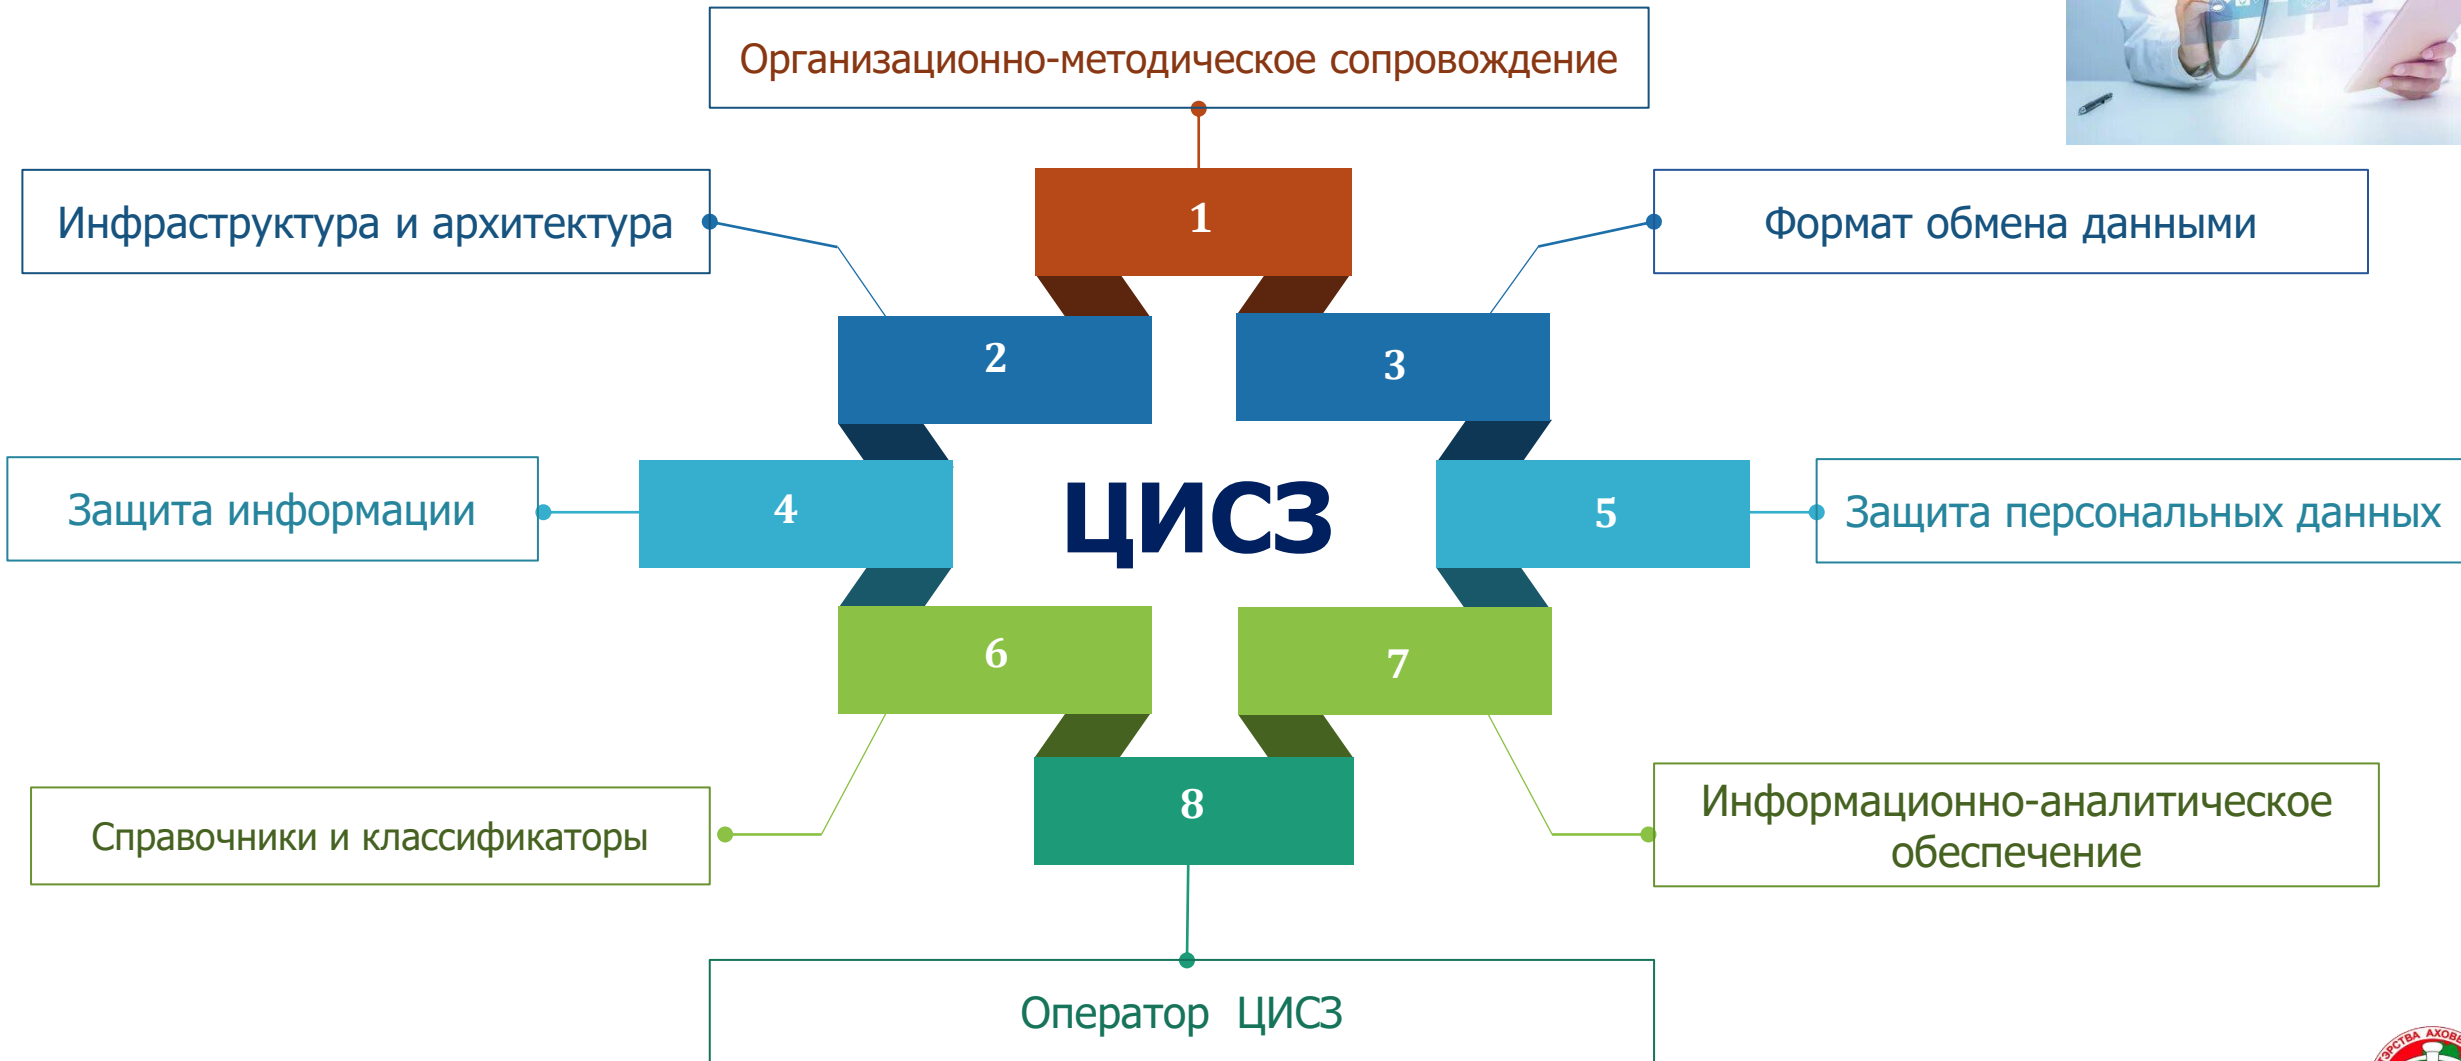 Организационно-методическое сопровождение
Инфраструктура и архитектура
1
Формат обмена данными
2
3
Защита информации
4
ЦИСЗ
5
Защита персональных данных
6
7
Справочники и классификаторы
8
Информационно-аналитическое
обеспечение
Оператор ЦИСЗ